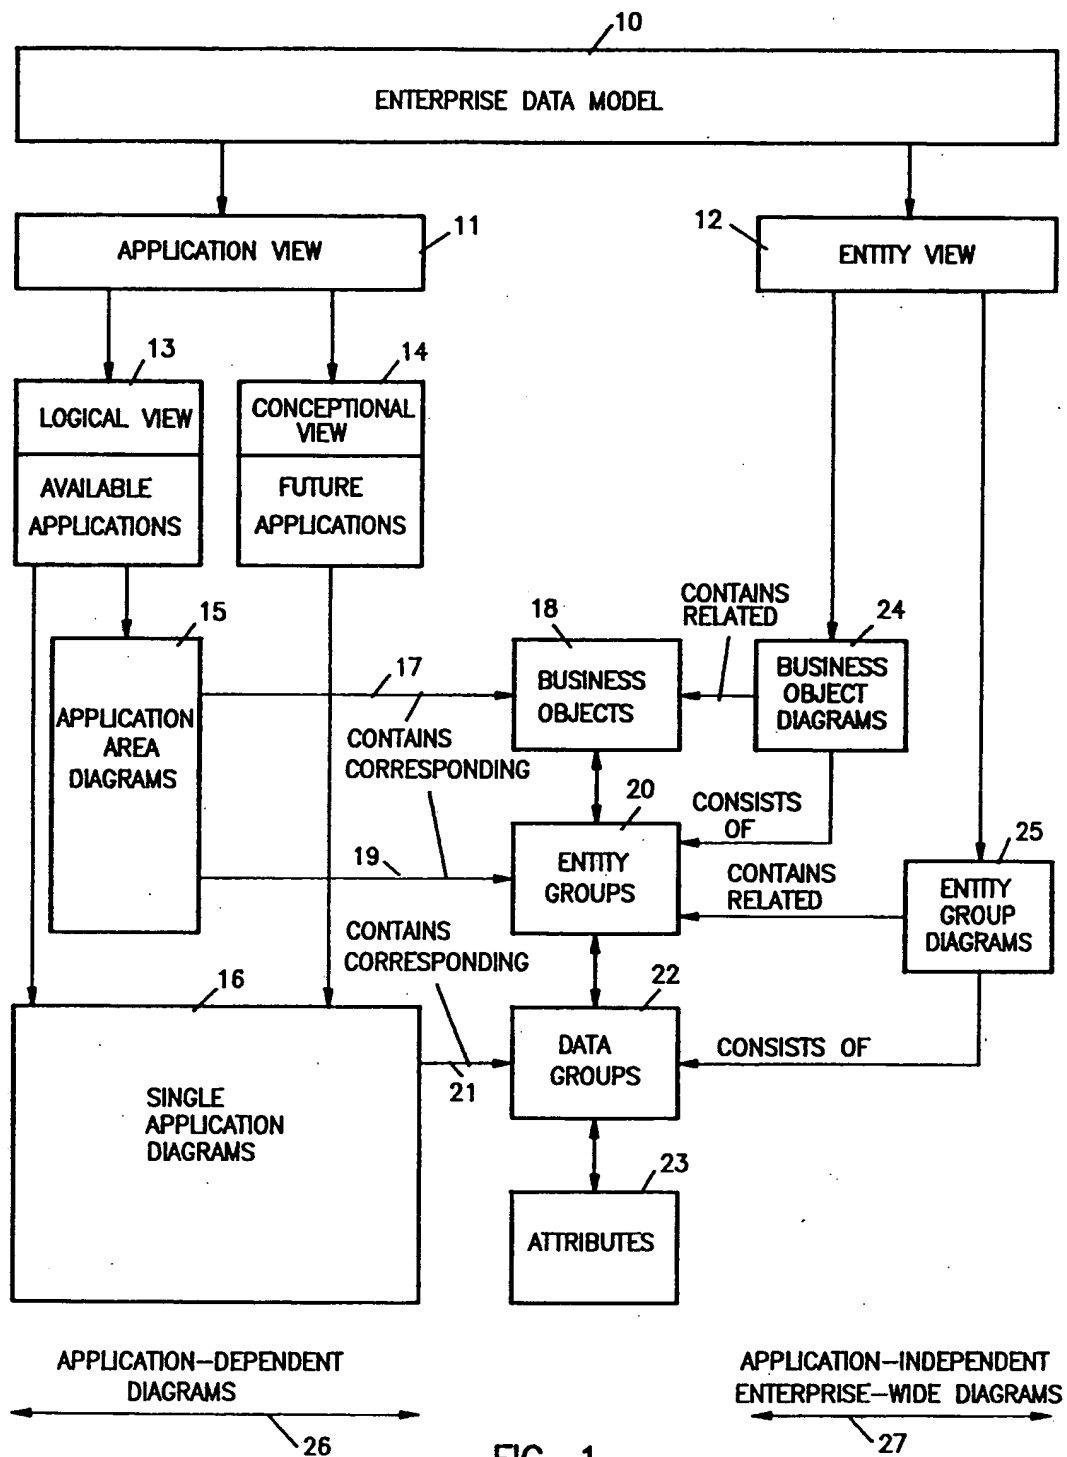 10
ENTERPRISE DATA MODEL
11
APPLICATION VIEW
12
ENTITY VIEW
13
LOGICAL VIEW
AVAILABLE
APPLICATIONS
14
CONCEPTIONAL
VIEW
FUTURE
APPLICATIONS
15
APPLICATION
AREA
DIAGRAMS
17
CONTAINS
CORRESPONDING
19
18
BUSINESS
OBJECTS
CONTAINS
RELATED
24
BUSINESS
OBJECT
DIAGRAMS
20
ENTITY
GROUPS
CONSISTS
OF
CONTAINS
RELATED
25
ENTITY
GROUP
DIAGRAMS
CONTAINS
CORRESPONDING
16
SINGLE
APPLICATION
DIAGRAMS
21
22
DATA
GROUPS
CONSISTS OF
23
ATTRIBUTES
APPLICATION-DEPENDENT
DIAGRAMS
26
APPLICATION-INDEPENDENT
ENTERPRISE-WIDE DIAGRAMS
27
FIG. 1